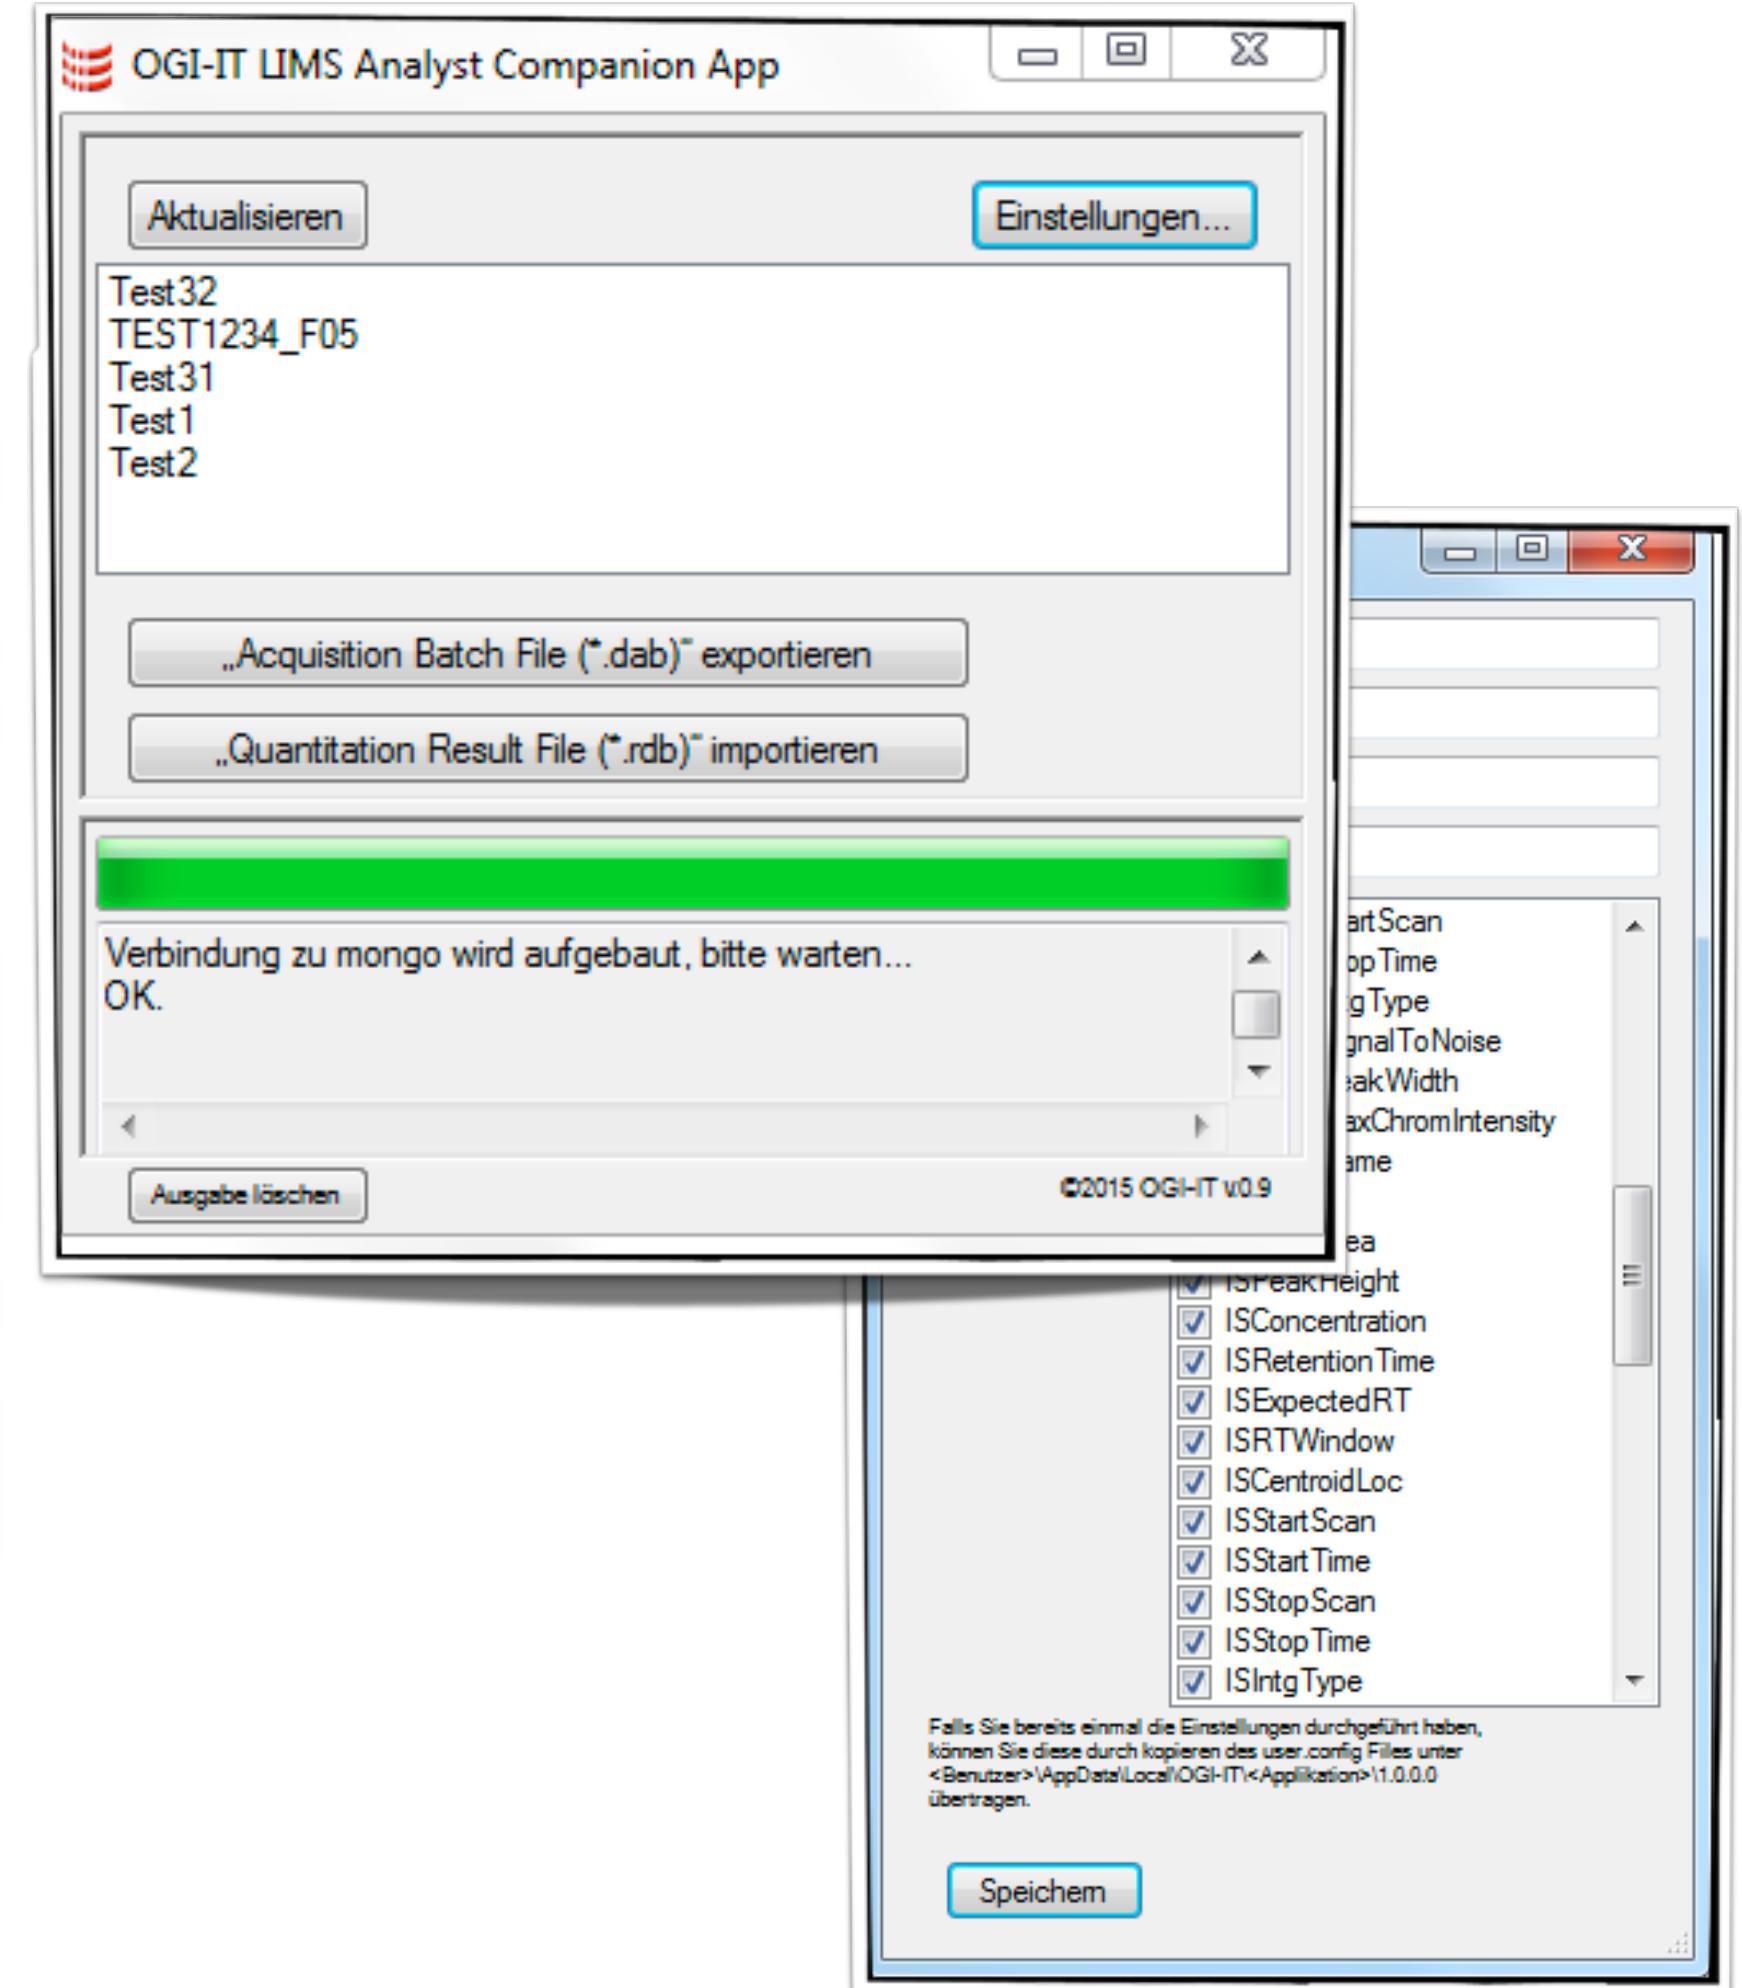 OGI-IT LIMS Analyst Companion App
Aktualisieren
Einstellungen...
Test32
TEST1234_F05
Test31
Test1
Test2
„Acquisition Batch File (*.dab)" exportieren
„Quantitation Result File (*.rdb)" importieren
Verbindung zu mongo wird aufgebaut, bitte warten...
OK.
Ausgabe löschen
©2015 OGI-IT v.0.9
artScan
opTime
gType
gnalToNoise
eakWidth
axChromIntensity
ame
ea
ISPeakHeight
ISConcentration
ISRetentionTime
ISExpectedRT
ISRTWindow
ISCentroidLoc
ISStartScan
ISStartTime
ISStopScan
ISStopTime
ISIntgType
Falls Sie bereits einmal die Einstellungen durchgeführt haben,
können Sie diese durch kopieren des user.config Files unter
<Benutzer>\AppData\Local\OGI-IT\<Applikation>\1.0.0.0
übertragen.
Speichern